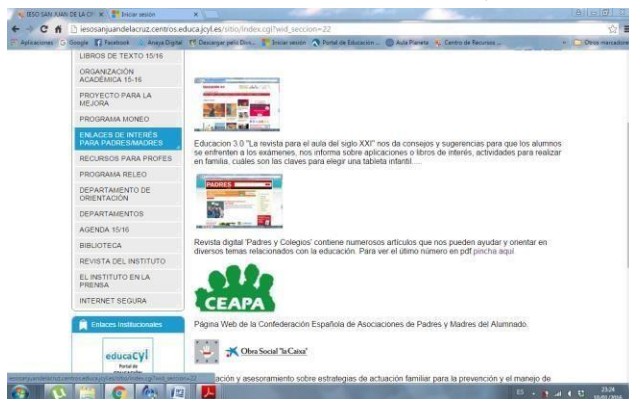 IESO SAN JUAN DE LA C
Iniciar sesión
iesosanjuandelacruz.centros.educa.jcyl.es/sitio/index.cgi?wid_seccion=22
Aplicaciones
Google
Facebook
Anaya Digital
Iniciar sesión
Portal de Educación
Aula Planeta
Centro de Recursos
Otros marcadores
LIBROS DE TEXTO 15/16
ORGANIZACIÓN
ACADÉMICA 15-16
PROYECTO PARA LA
MEJORA
PROGRAMA MONEO
ENLACES DE INTERÉS
PARA PADRES/MADRES
RECURSOS PARA PROFES
PROGRAMA RELEO
DEPARTAMENTO DE
ORIENTACIÓN
DEPARTAMENTOS
AGENDA 15/16
BIBLIOTECA
REVISTA DEL INSTITUTO
EL INSTITUTO EN LA
PRENSA
INTERNET SEGURA
Enlaces Institucionales
educaCyl
Portal de
Educacion 3.0 "La revista para el aula del siglo XXI" nos da consejos y sugerencias para que los alumnos
se enfrenten a los exámenes, nos informa sobre aplicaciones o libros de interés, actividades para realizar
en familia, cuáles son las claves para elegir una tableta infantil....
PADRES
Revista digital 'Padres y Colegios' contiene numerosos artículos que nos pueden ayudar y orientar en
diversos temas relacionados con la educación. Para ver el último número en pdf pincha aquí
CEAPA
Página Web de la Confederación Española de Asociaciones de Padres y Madres del Alumnado.
Obra Social "la Caixa"
ación y asesoramiento sobre estrategias de actuación familiar para la prevención y el manejo de
ES
23:24